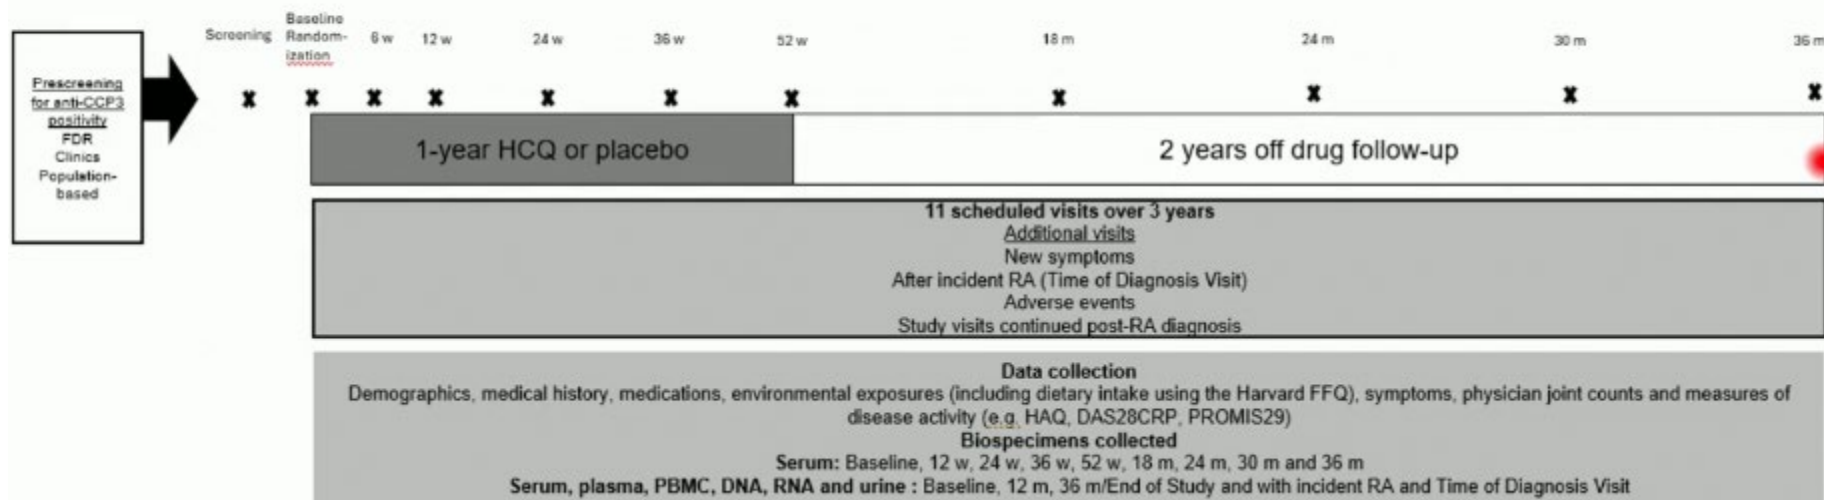 Prescreening
for anti-CCP3
positivity
FDR
Clinics
Population-
based
Screening
Baseline
Random-
ization
6 w
12 w
24 w
36 w
52 w
18 m
24 m
30 m
36 m
1-year HCQ or placebo
2 years off drug follow-up
11 scheduled visits over 3 years
Additional visits
New symptoms
After incident RA (Time of Diagnosis Visit)
Adverse events
Study visits continued post-RA diagnosis
Data collection
Demographics, medical history, medications, environmental exposures (including dietary intake using the Harvard FFQ), symptoms, physician joint counts and measures of
disease activity (e.g. HAQ, DAS28CRP, PROMIS29)
Biospecimens collected
Serum: Baseline, 12 w, 24 w, 36 w, 52 w, 18 m, 24 m, 30 m and 36 m
Serum, plasma, PBMC, DNA, RNA and urine : Baseline, 12 m, 36 m/End of Study and with incident RA and Time of Diagnosis Visit